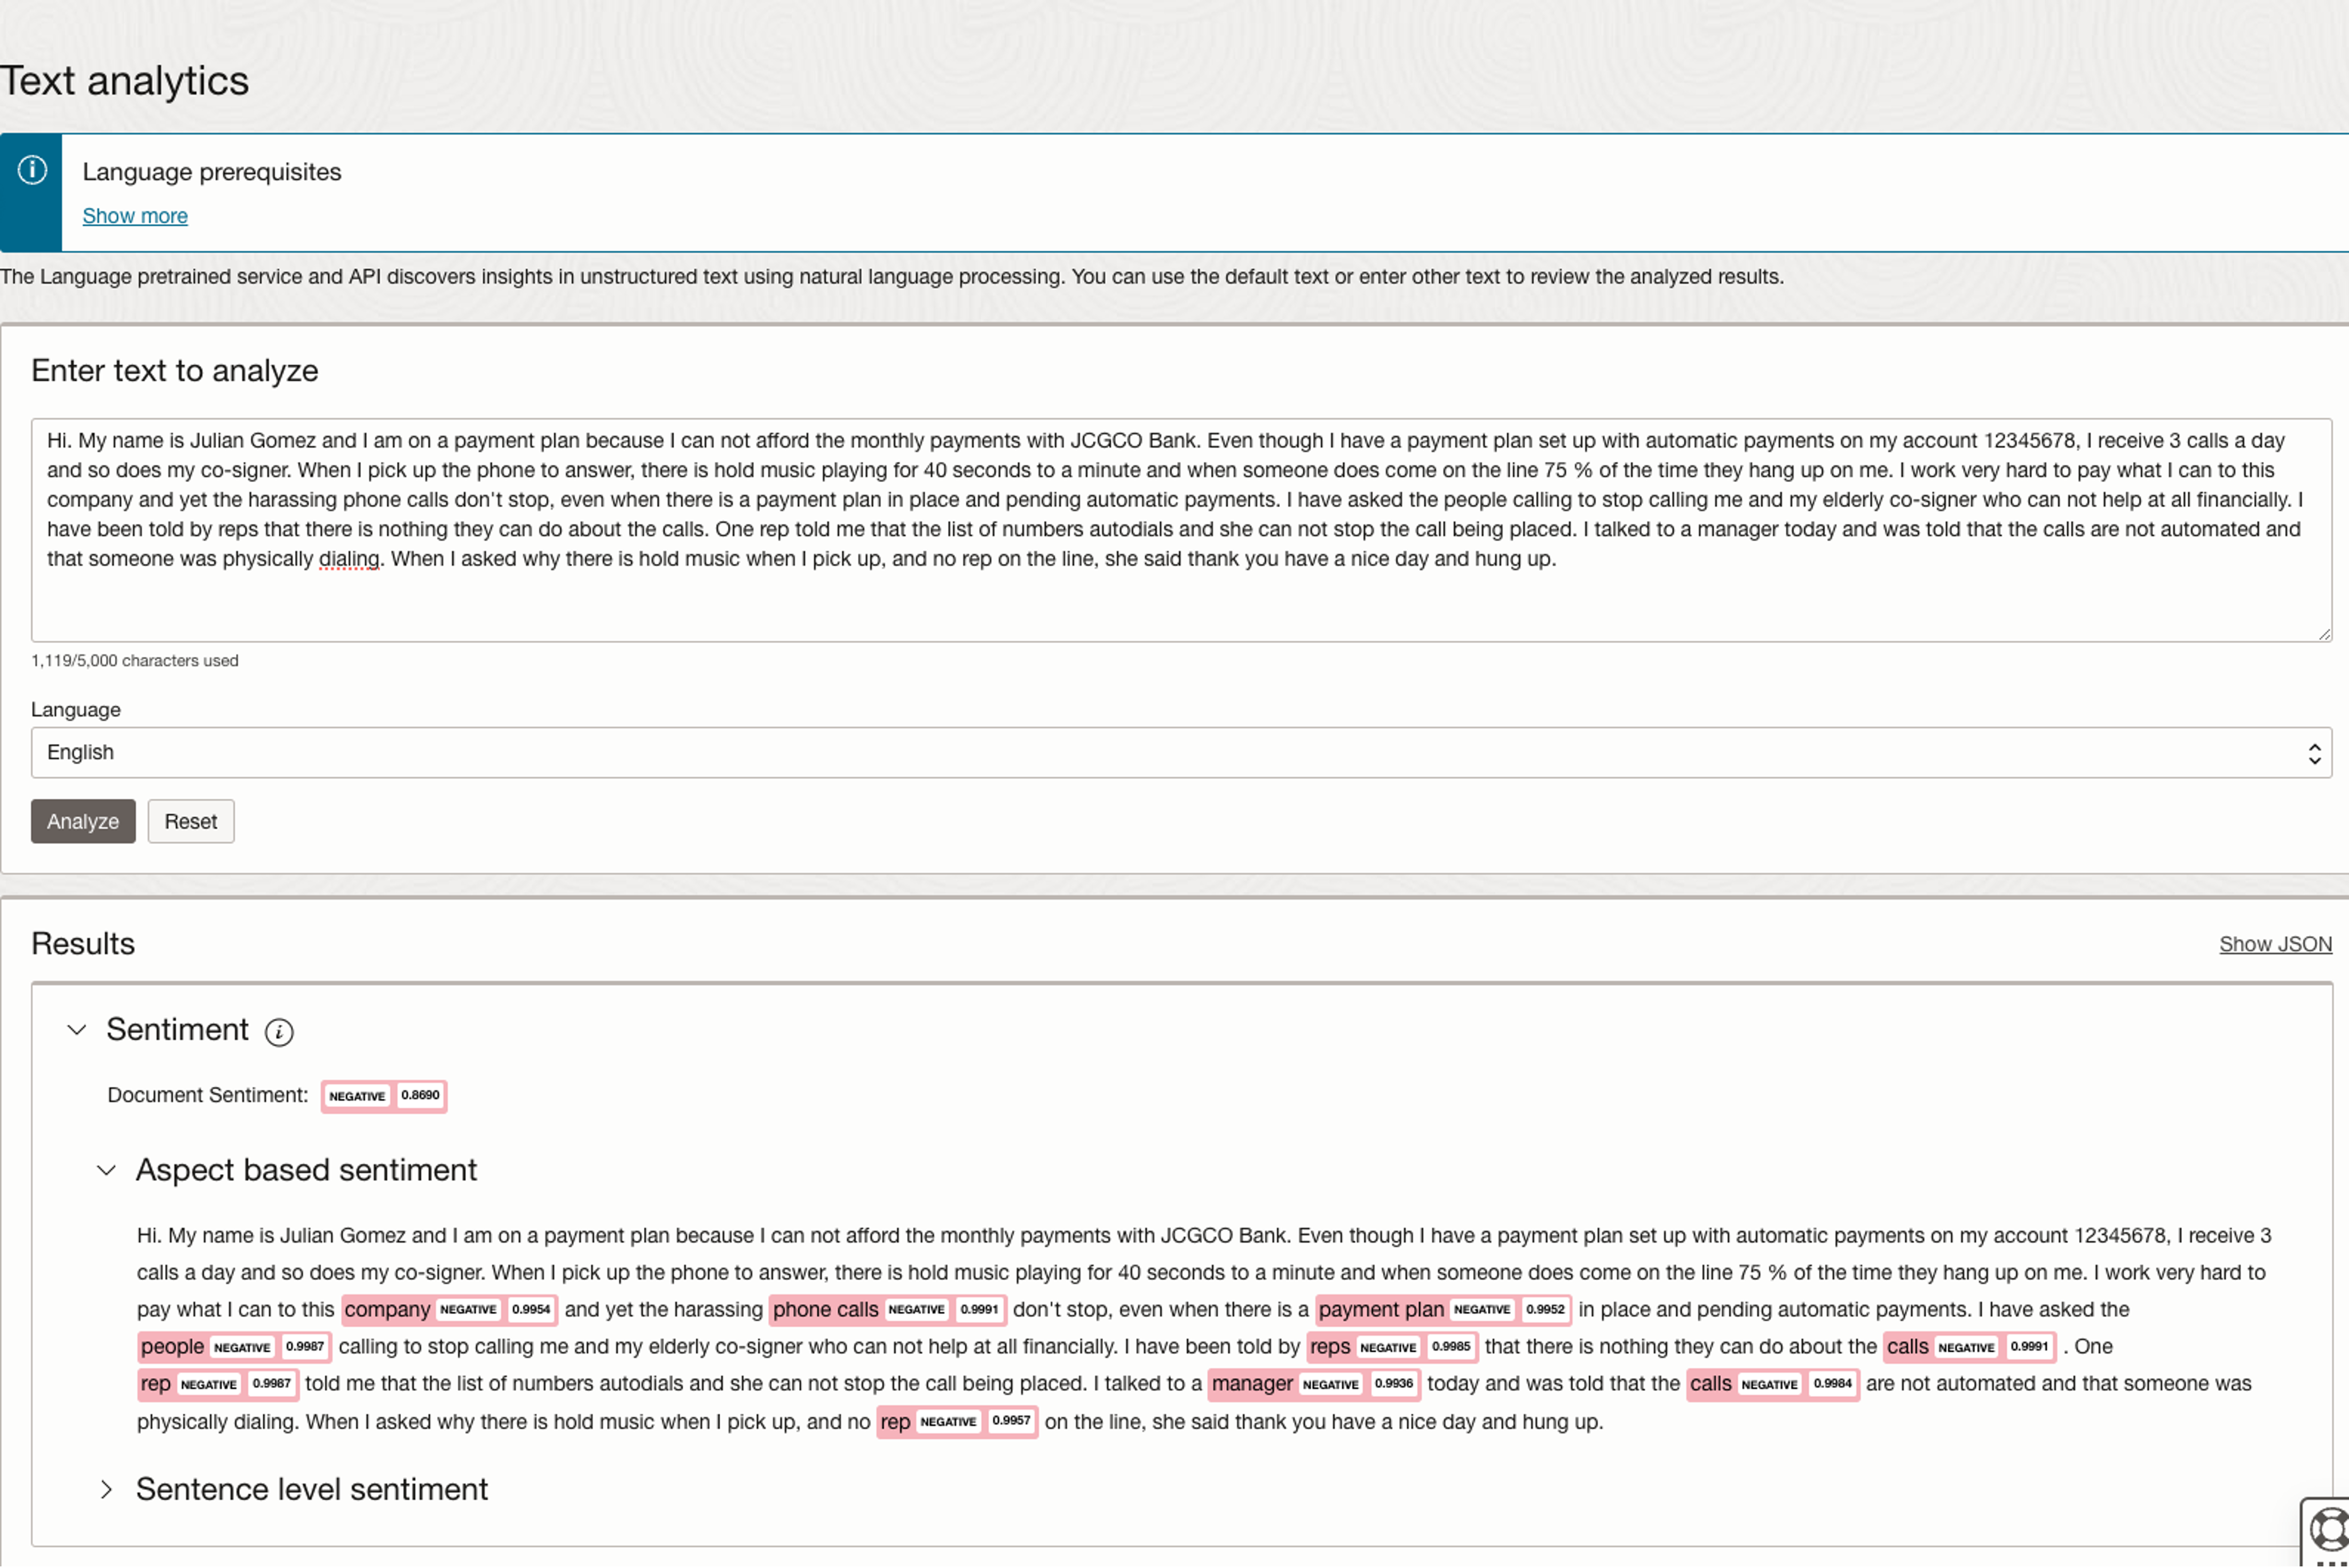 Text analytics
Language prerequisites
Show more
The Language pretrained service and API discovers insights in unstructured text using natural language processing. You can use the default text or enter other text to review the analyzed results.
Enter text to analyze
Hi. My name is Julian Gomez and I am on a payment plan because I can not afford the monthly payments with JCGCO Bank. Even though I have a payment plan set up with automatic payments on my account 12345678, I receive 3 calls a day
and so does my co-signer. When I pick up the phone to answer, there is hold music playing for 40 seconds to a minute and when someone does come on the line 75 % of the time they hang up on me. I work very hard to pay what I can to this
company and yet the harassing phone calls don't stop, even when there is a payment plan in place and pending automatic payments. I have asked the people calling to stop calling me and my elderly co-signer who can not help at all financially. I
have been told by reps that there is nothing they can do about the calls. One rep told me that the list of numbers autodials and she can not stop the call being placed. I talked to a manager today and was told that the calls are not automated and
that someone was physically dialing. When I asked why there is hold music when I pick up, and no rep on the line, she said thank you have a nice day and hung up.
1,119/5,000 characters used
Language
English
Analyze Reset
Results Show JSON
Sentiment
Document Sentiment: NEGATIVE 0.8690
Aspect based sentiment
Hi. My name is Julian Gomez and I am on a payment plan because I can not afford the monthly payments with JCGCO Bank. Even though I have a payment plan set up with automatic payments on my account 12345678, I receive 3
calls a day and so does my co-signer. When I pick up the phone to answer, there is hold music playing for 40 seconds to a minute and when someone does come on the line 75 % of the time they hang up on me. I work very hard to
pay what I can to this company NEGATIVE 0.9954 and yet the harassing phone calls NEGATIVE 0.9991 don't stop, even when there is a payment plan NEGATIVE 0.9952 in place and pending automatic payments. I have asked the
people NEGATIVE 0.9987 calling to stop calling me and my elderly co-signer who can not help at all financially. I have been told by reps NEGATIVE 0.9985 that there is nothing they can do about the calls NEGATIVE 0.9991 . One
rep NEGATIVE 0.9987 told me that the list of numbers autodials and she can not stop the call being placed. I talked to a manager NEGATIVE 0.9936 today and was told that the calls NEGATIVE 0.9984 are not automated and that someone was
physically dialing. When I asked why there is hold music when I pick up, and no rep NEGATIVE 0.9957 on the line, she said thank you have a nice day and hung up.
Sentence level sentiment